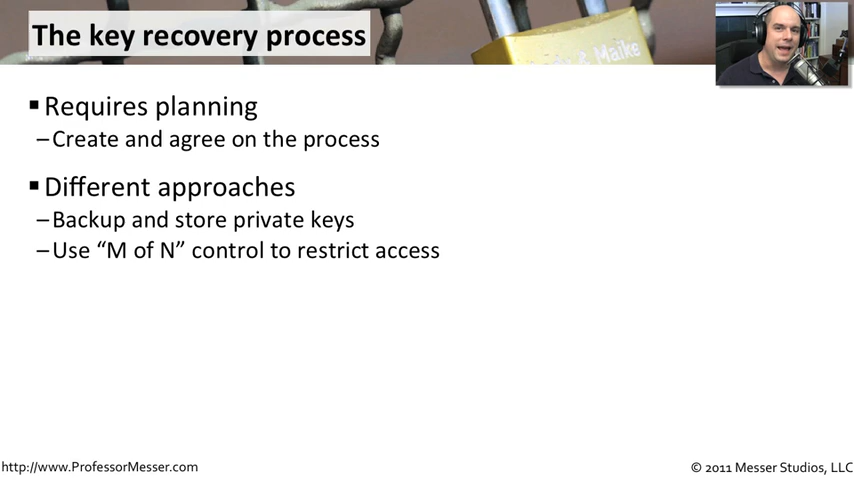 The key recovery process
& Maike
▪ Requires planning
–Create and agree on the process
▪ Different approaches
–Backup and store private keys
–Use “M of N” control to restrict access
http://www.ProfessorMesser.com
© 2011 Messer Studios, LLC